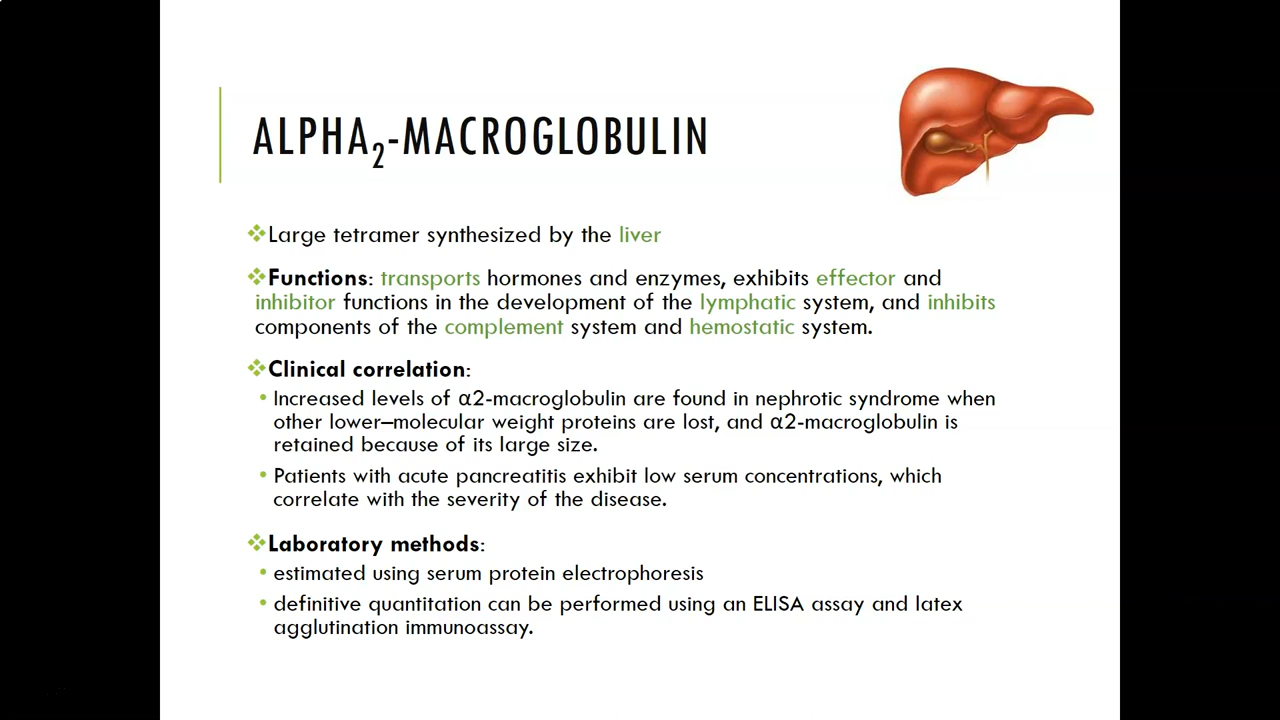 ALPHA2-MACROGLOBULIN
❖Large tetramer synthesized by the liver
❖Functions: transports hormones and enzymes, exhibits effector and
inhibitor functions in the development of the lymphatic system, and inhibits
components of the complement system and hemostatic system.
❖Clinical correlation:
• Increased levels of α2-macroglobulin are found in nephrotic syndrome when
other lower–molecular weight proteins are lost, and α2-macroglobulin is
retained because of its large size.
• Patients with acute pancreatitis exhibit low serum concentrations, which
correlate with the severity of the disease.
❖Laboratory methods:
• estimated using serum protein electrophoresis
• definitive quantitation can be performed using an ELISA assay and latex
agglutination immunoassay.